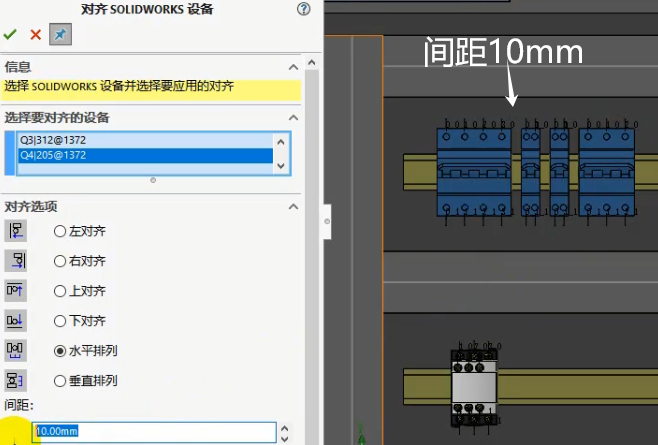 对齐 SOLIDWORKS 设备
信息
选择 SOLIDWORKS 设备并选择要应用的对齐
选择要对齐的设备
Q3|312@1372
Q4|205@1372
对齐选项
左对齐
右对齐
上对齐
下对齐
水平排列
垂直排列
间距:
10.00mm
间距10mm